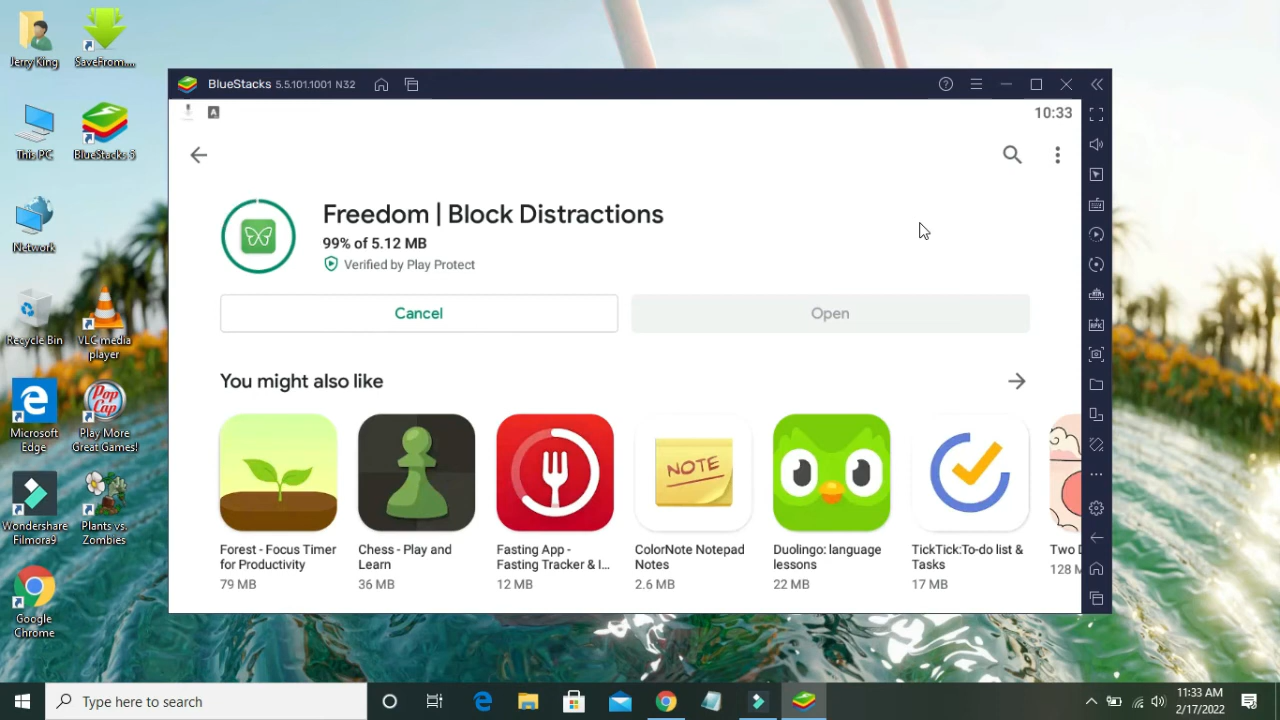 Jerry King
SaveFrom....
This PC
BlueStacks 5
Network
Recycle Bin
VLC media
player
Microsoft
Edge
Pop
Cap
Play More
Great Games!
Wondershare
Filmora9
Plants vs.
Zombies
Google
Chrome
BlueStacks 5.5.101.1001 N32
A
10:33
Freedom | Block Distractions
99% of 5.12 MB
Verified by Play Protect
Cancel
Open
You might also like
NOTE
Forest - Focus Timer
for Productivity
79 MB
Chess - Play and
Learn
36 MB
Fasting App -
Fasting Tracker & I...
12 MB
ColorNote Notepad
Notes
2.6 MB
Duolingo: language
lessons
22 MB
TickTick:To-do list &
Tasks
17 MB
Two
128
Type here to search
11:33 AM
2/17/2022